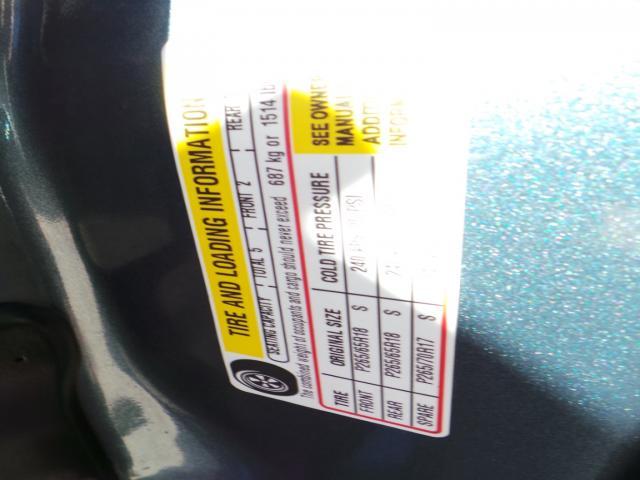 TIRE AND LOADING INFORMATION
SEATING CAPACITY TOTAL 5 FRONT 2 REAR
The combined weight of occupants and cargo should never exceed 687 kg or 1514
TIRE ORIGINAL SIZE COLD TIRE PRESSURE
FRONT P265/65R18 S 240
REAR P265/65R18 S
SPARE P265/70R17 S
SEE OWNER
MANUAL
ADDIT
INFORM